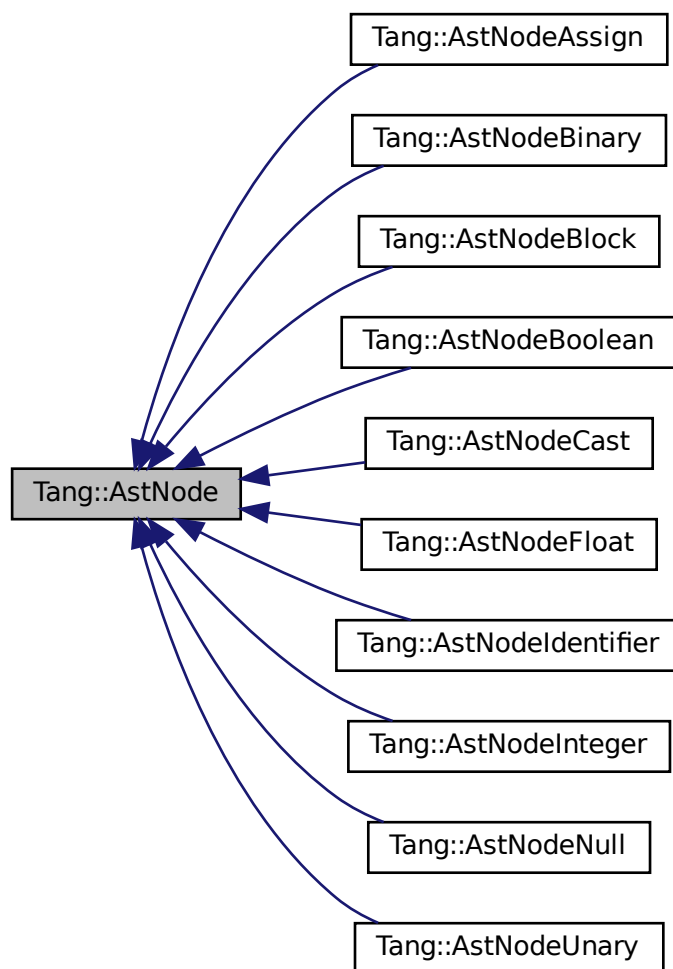 Tang::AstNodeAssign
Tang::AstNodeBinary
Tang::AstNodeBlock
Tang::AstNodeBoolean
Tang::AstNodeCast
Tang::AstNode
Tang::AstNodeFloat
Tang::AstNodeIdentifier
Tang::AstNodeInteger
Tang::AstNodeNull
Tang::AstNodeUnary